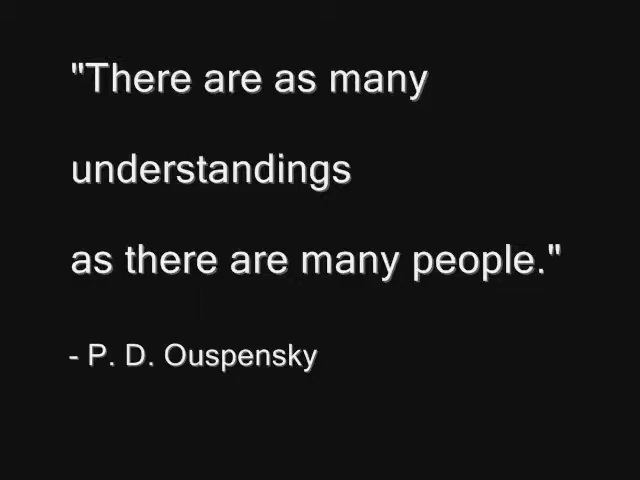 "There are as many
understandings
as there are many people."
- P. D. Ouspensky